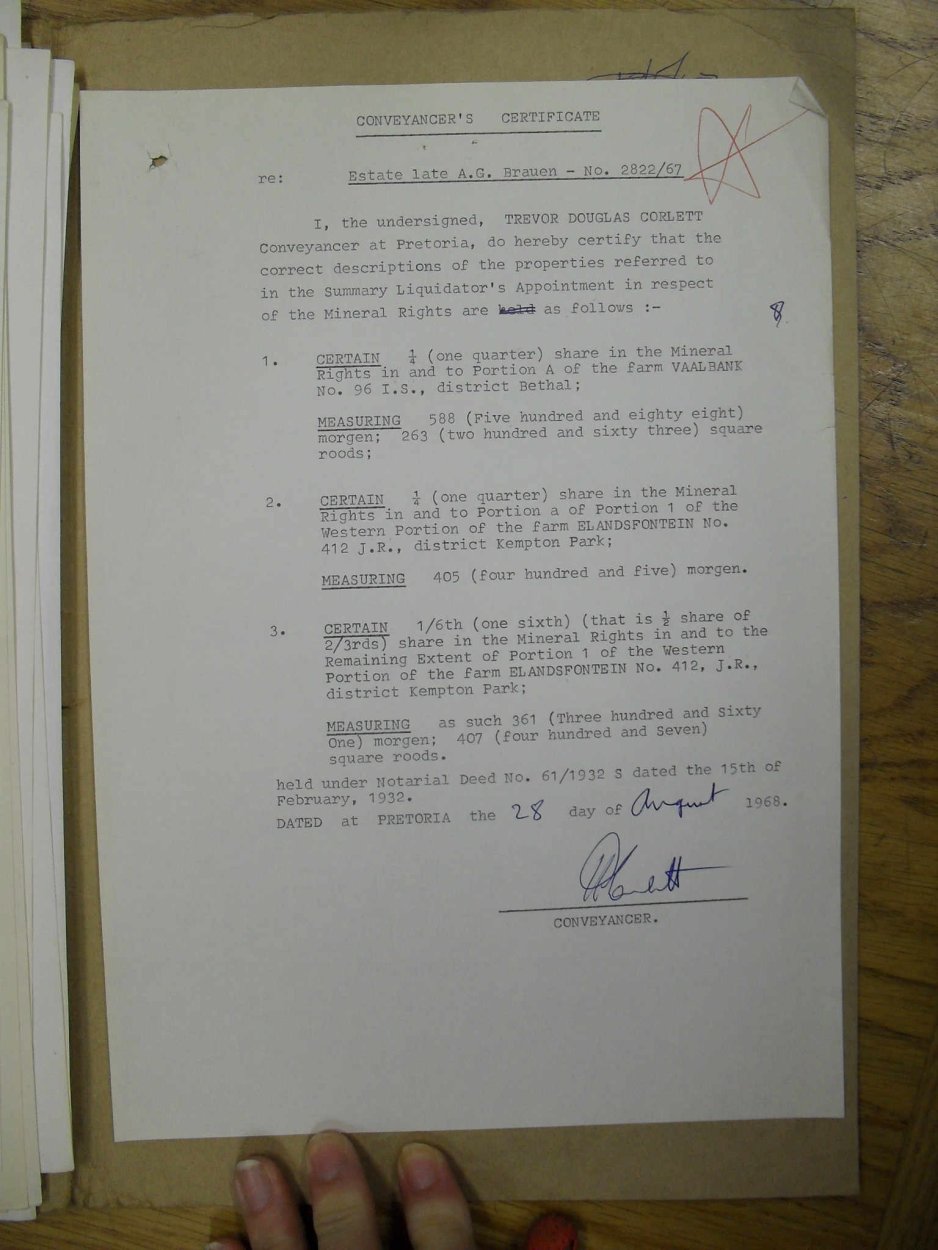 CONVEYANCER'S CERTIFICATE
re: Estate late A.G. Brauen - No. 2822/67
I, the undersigned, TREVOR DOUGLAS CORLETT
Conveyancer at Pretoria, do hereby certify that the
correct descriptions of the properties referred to
in the Summary Liquidator's Appointment in respect
of the Mineral Rights are held as follows :-
1. CERTAIN ¼ (one quarter) share in the Mineral
Rights in and to Portion A of the farm VAALBANK
No. 96 I.S., district Bethal;
MEASURING 588 (Five hundred and eighty eight)
morgen; 263 (two hundred and sixty three) square
roods;
2. CERTAIN ¼ (one quarter) share in the Mineral
Rights in and to Portion a of Portion 1 of the
Western Portion of the farm ELANDSFONTEIN No.
412 J.R., district Kempton Park;
MEASURING 405 (four hundred and five) morgen.
3. CERTAIN 1/6th (one sixth) (that is ½ share of
2/3rds) share in the Mineral Rights in and to the
Remaining Extent of Portion 1 of the Western
Portion of the farm ELANDSFONTEIN No. 412, J.R.,
district Kempton Park;
MEASURING as such 361 (Three hundred and Sixty
One) morgen; 407 (four hundred and Seven)
square roods.
held under Notarial Deed No. 61/1932 S dated the 15th of
February, 1932.
DATED at PRETORIA the 28 day of August 1968.
CONVEYANCER.